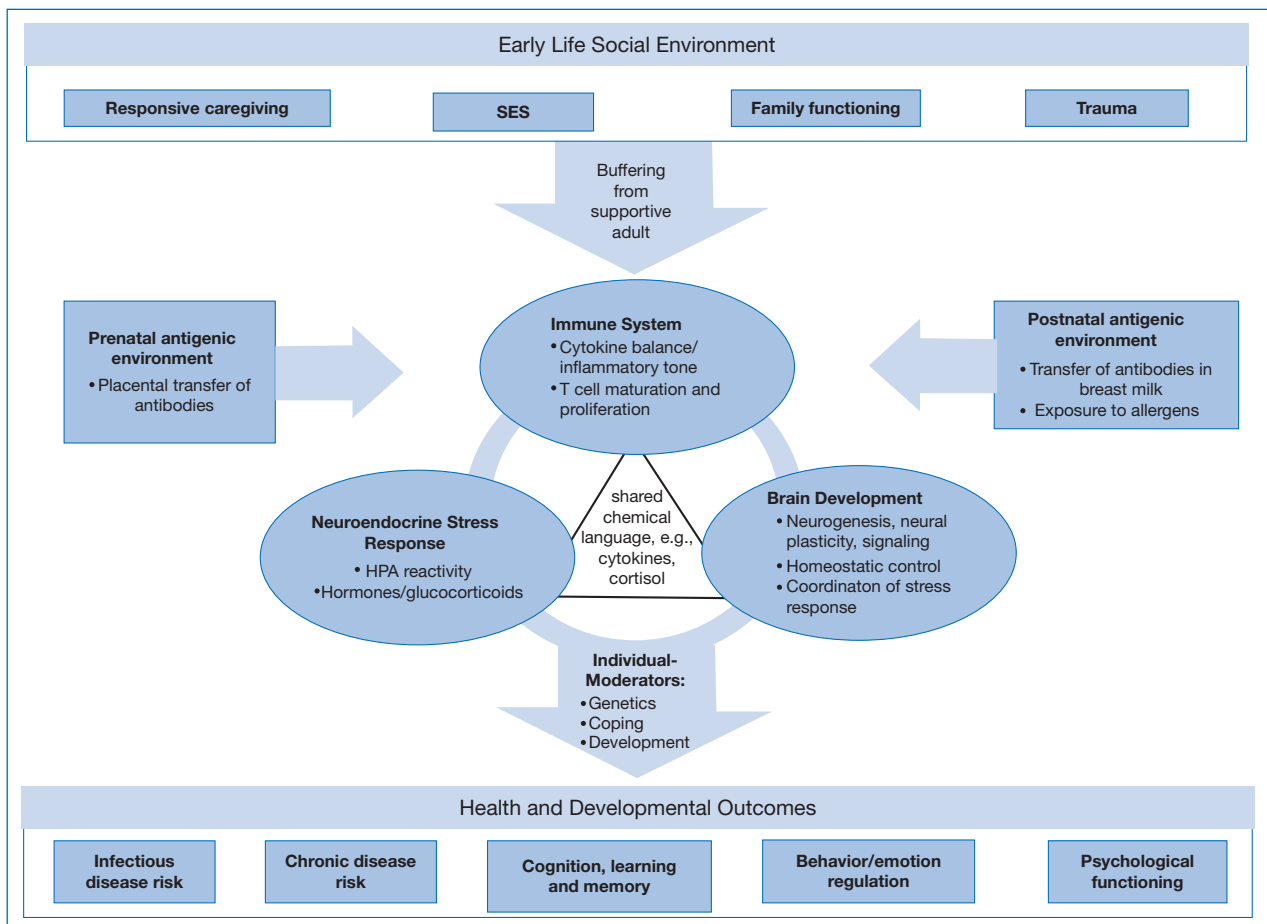 Early Life Social Environment
Responsive caregiving
SES
Family functioning
Trauma
Buffering
from
supportive
adult
Prenatal antigenic
environment
• Placental transfer of
antibodies
Immune System
• Cytokine balance/
inflammatory tone
• T cell maturation and
proliferation
Postnatal antigenic
environment
• Transfer of antibodies in
breast milk
• Exposure to allergens
Neuroendocrine Stress
Response
• HPA reactivity
•Hormones/glucocorticoids
shared
chemical
language, e.g.,
cytokines,
cortisol
Brain Development
• Neurogenesis, neural
plasticity, signaling
• Homeostatic control
• Coordinaton of stress
response
Individual-
Moderators:
•Genetics
•Coping
•Development
Health and Developmental Outcomes
Infectious
disease risk
Chronic disease
risk
Cognition, learning
and memory
Behavior/emotion
regulation
Psychological
functioning